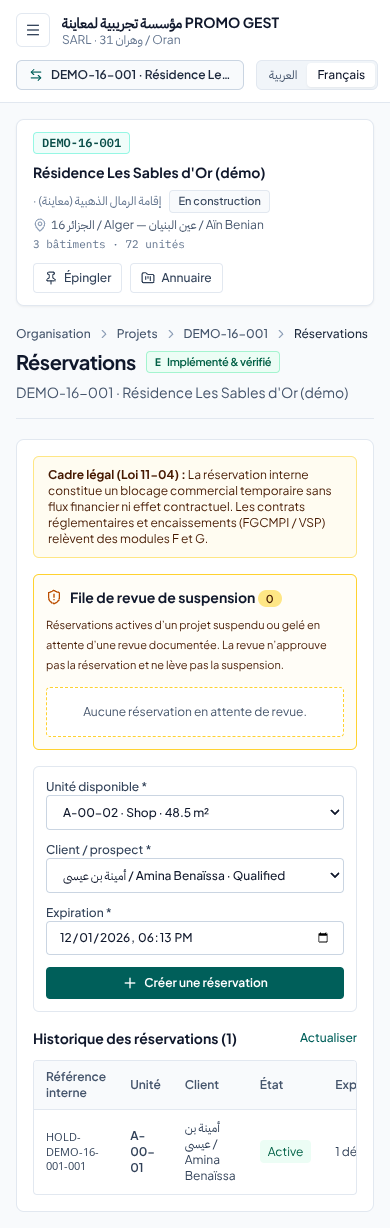 مؤسسة تجريبية لمعاينة PROMO GEST
SARL · 31 وهران / Oran
DEMO-16-001 · Résidence Le...
العربية
Français
DEMO-16-001
Résidence Les Sables d'Or (démo)
إقامة الرمال الذهبية (معاينة) ·
En construction
16 الجزائر / Alger — عين البنيان / Aïn Benian
3 bâtiments · 72 unités
Épingler
Annuaire
Organisation > Projets > DEMO-16-001 > Réservations
Réservations
E Implémenté & vérifié
DEMO-16-001 · Résidence Les Sables d'Or (démo)
Cadre légal (Loi 11-04) : La réservation interne
constitue un blocage commercial temporaire sans
flux financier ni effet contractuel. Les contrats
réglementaires et encaissements (FGCMPI / VSP)
relèvent des modules F et G.
File de revue de suspension 0
Réservations actives d'un projet suspendu ou gelé en
attente d'une revue documentée. La revue n'approuve
pas la réservation et ne lève pas la suspension.
Aucune réservation en attente de revue.
Unité disponible *
A-00-02 · Shop · 48.5 m²
Client / prospect *
أمينة بن عيسى / Amina Benaïssa · Qualified
Expiration *
12/01/2026, 06:13 PM
Créer une réservation
Historique des réservations (1)
Actualiser
Référence
interne
Unité
Client
État
Exp
HOLD-
DEMO-16-
001-001
A-
00-
01
أمينة بن
عيسى /
Amina
Benaïssa
Active
1 dé